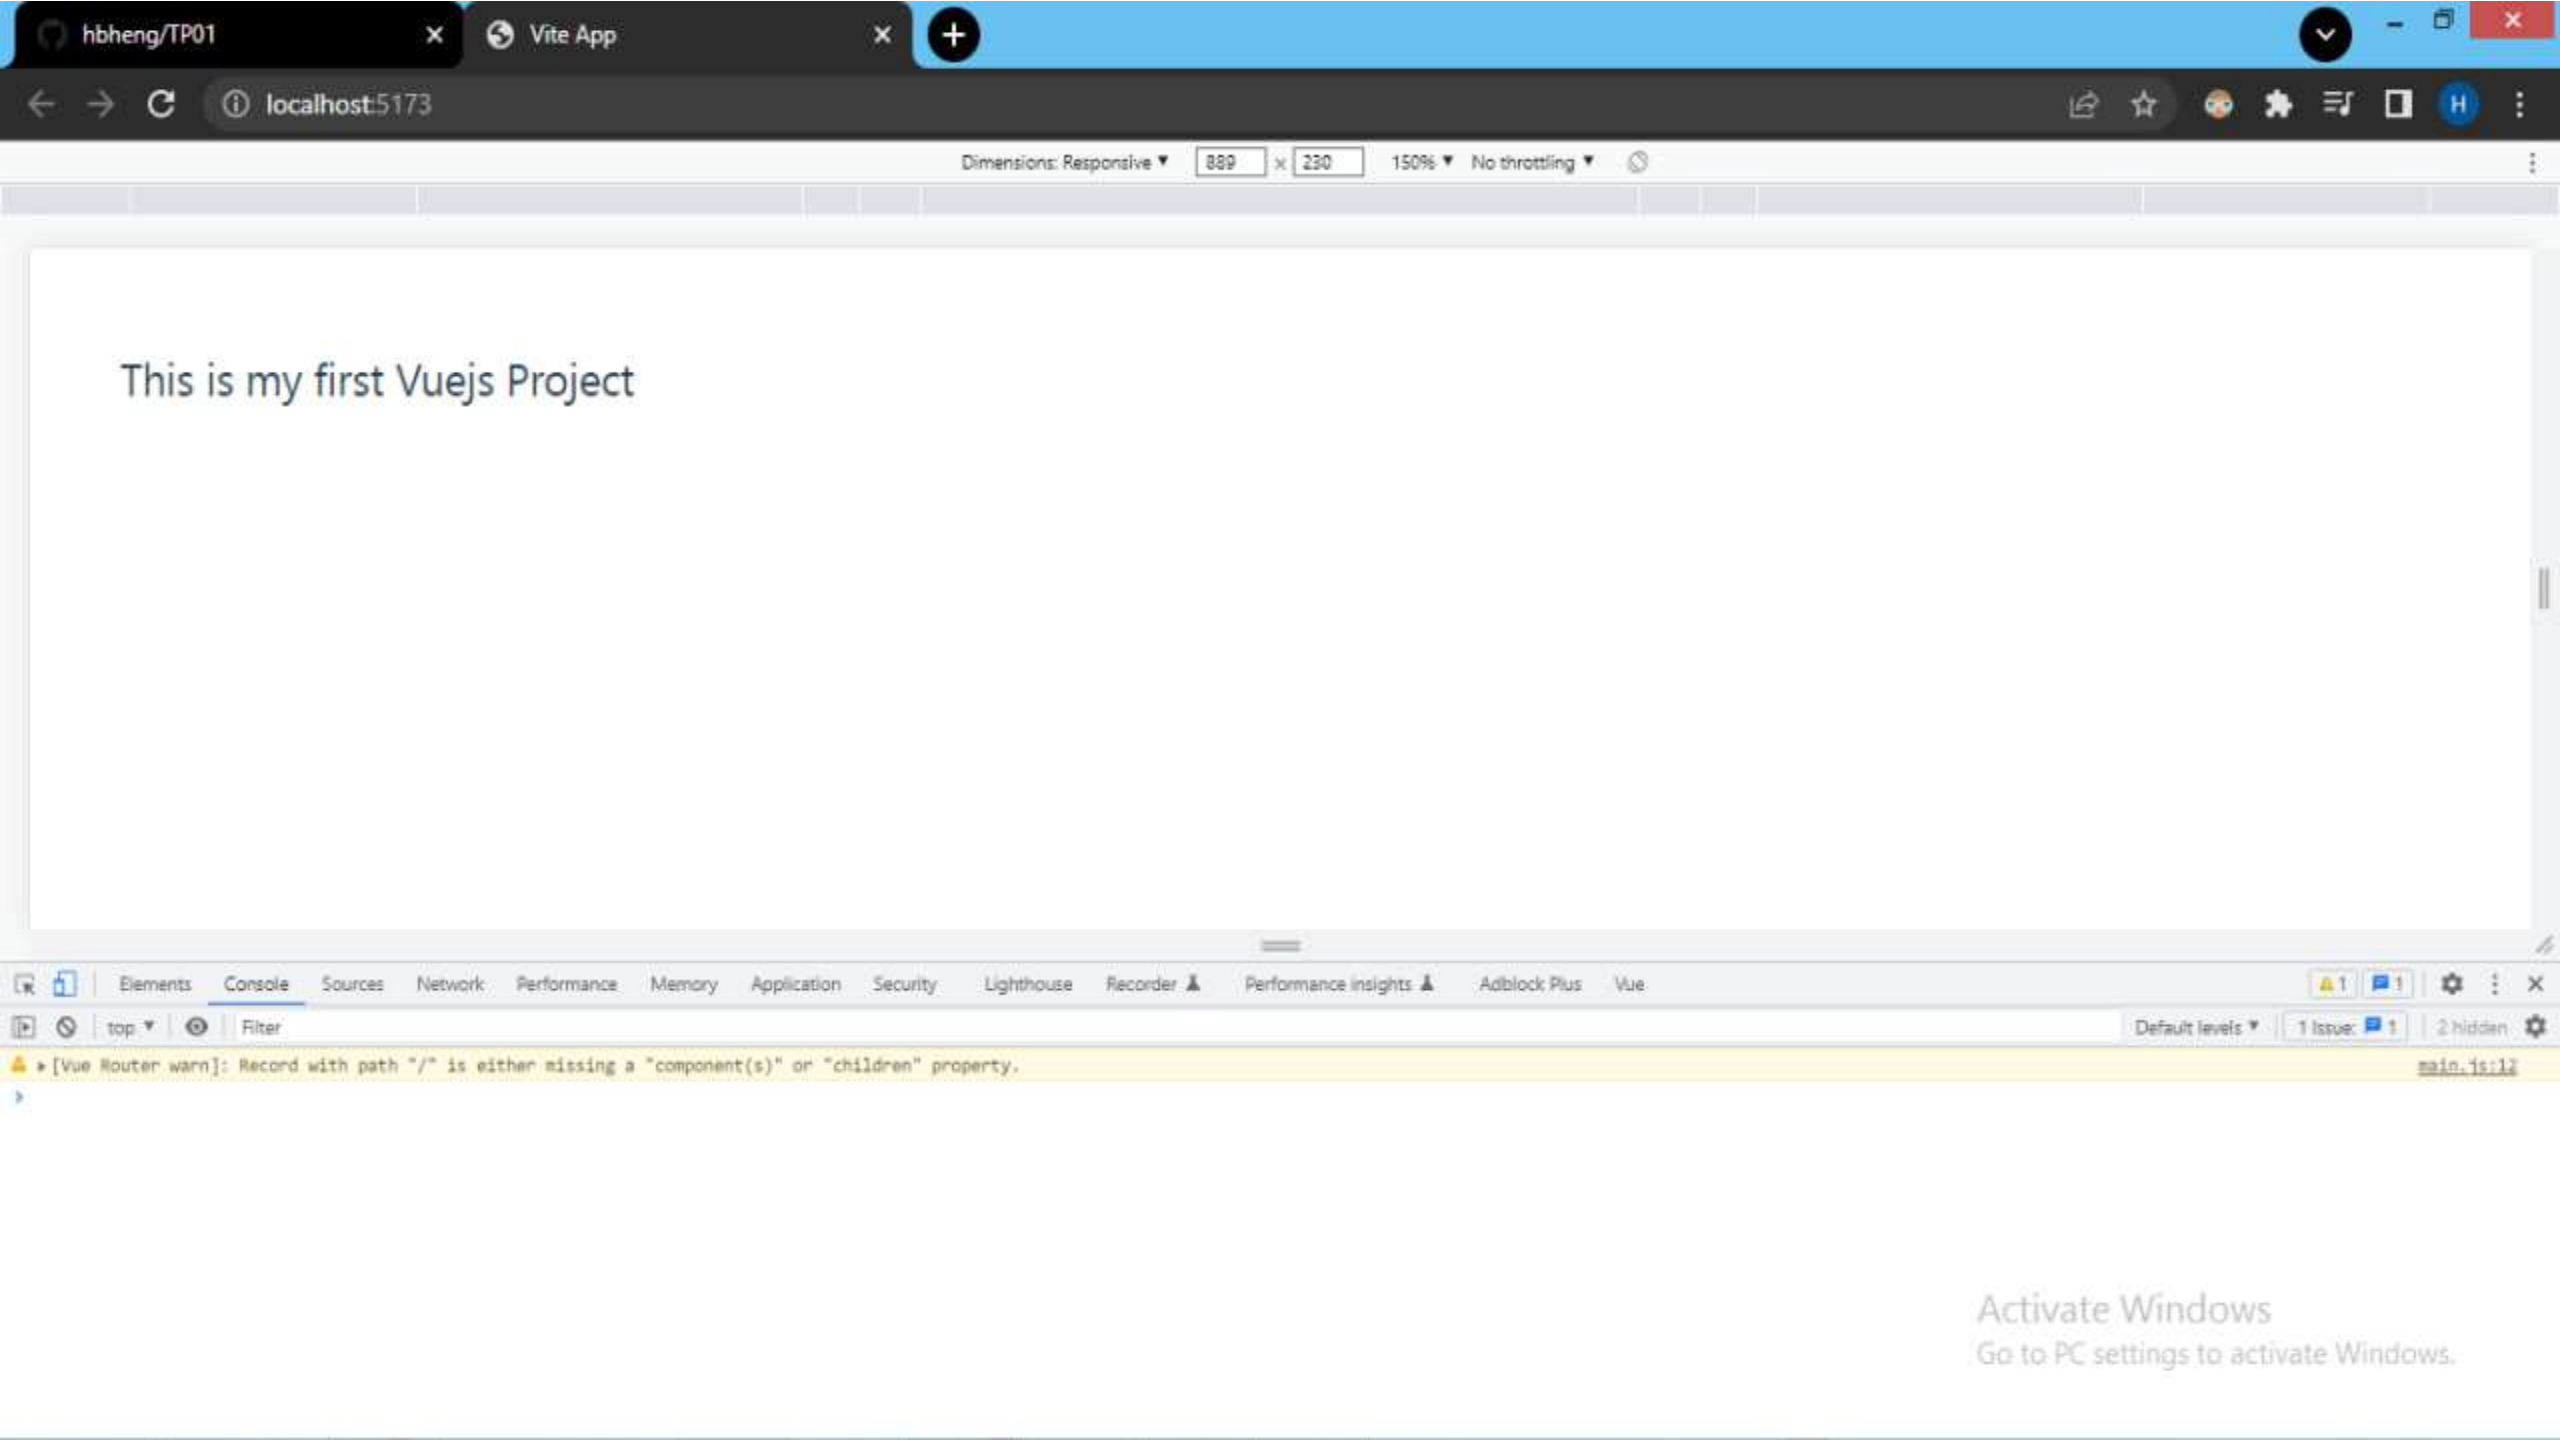 hbheng/TP01
Vite App
localhost:5173
H
Dimensions: Responsive 889 × 230 150% No throttling
This is my first Vuejs Project
Elements Console Sources Network Performance Memory Application Security Lighthouse Recorder Performance insights Adblock Plus Vue 1 1
top Filter Default levels 1 Issue: 1 2 hidden
[Vue Router warn]: Record with path "/" is either missing a "component(s)" or "children" property. main.js:12
Activate Windows
Go to PC settings to activate Windows.